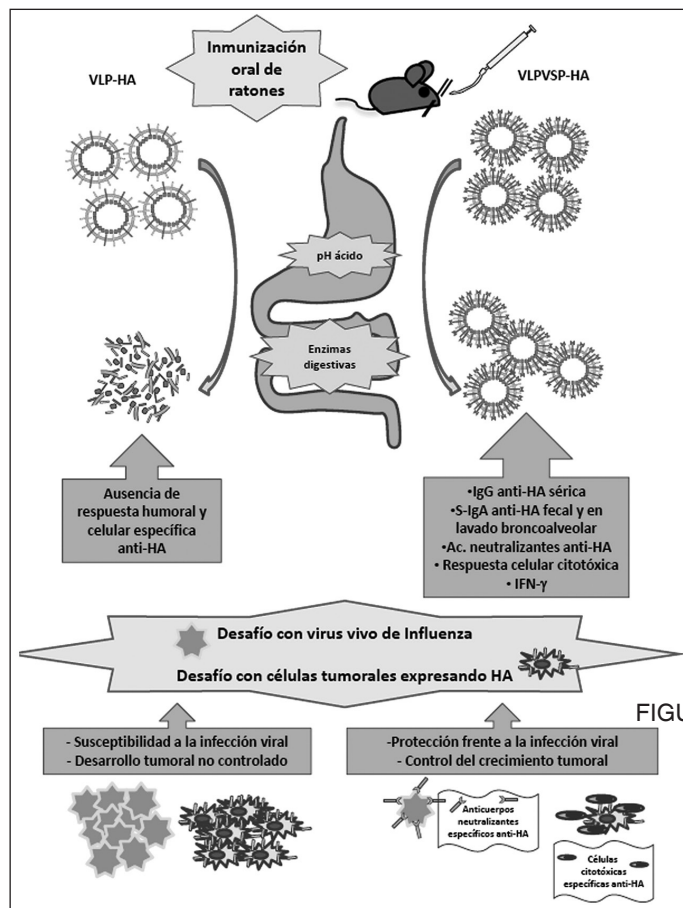 Inmunización
oral de
ratones
VLP-HA
VLPVSP-HA
pH ácido
Enzimas
digestivas
Ausencia de
respuesta humoral y
celular específica
anti-HA
•IgG anti-HA sérica
•S-IgA anti-HA fecal y en
lavado broncoalveolar
•Ac. neutralizantes anti-HA
• Respuesta celular citotóxica
• IFN-γ
Desafío con virus vivo de Influenza
Desafío con células tumorales expresando HA
FIGU
- Susceptibilidad a la infección viral
- Desarrollo tumoral no controlado
-Protección frente a la infección viral
- Control del crecimiento tumoral
Anticuerpos
neutralizantes
específicos anti-HA
Células
citotóxicas
específicas anti-HA